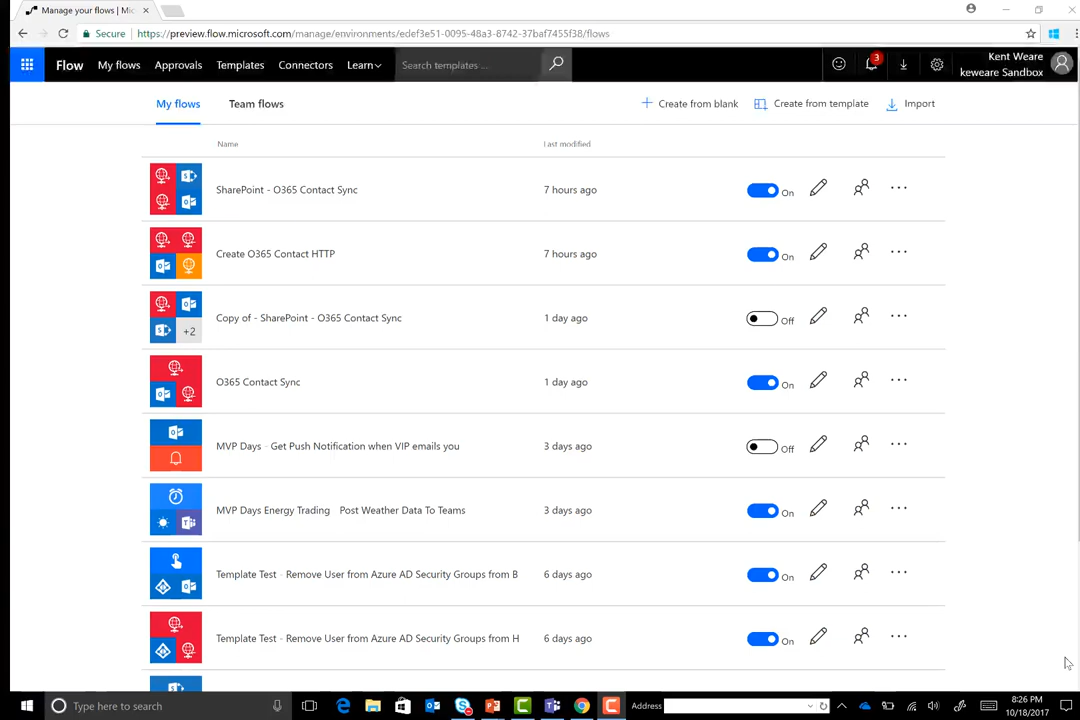 Manage your flows | Mic
Secure https://preview.flow.microsoft.com/manage/environments/edef3e51-0095-48a3-8742-37baf7455f38/flows
Flow My flows Approvals Templates Connectors Learn Search templates ... 3 Kent Weare
keweare Sandbox
My flows Team flows Create from blank Create from template Import
Name Last modified
SharePoint - O365 Contact Sync 7 hours ago On
Create O365 Contact HTTP 7 hours ago On
Copy of - SharePoint - O365 Contact Sync 1 day ago Off
+2
O365 Contact Sync 1 day ago On
MVP Days - Get Push Notification when VIP emails you 3 days ago Off
MVP Days Energy Trading Post Weather Data To Teams 3 days ago On
Template Test - Remove User from Azure AD Security Groups from B 6 days ago On
Template Test - Remove User from Azure AD Security Groups from H 6 days ago On
Type here to search Address 8:26 PM
10/18/2017